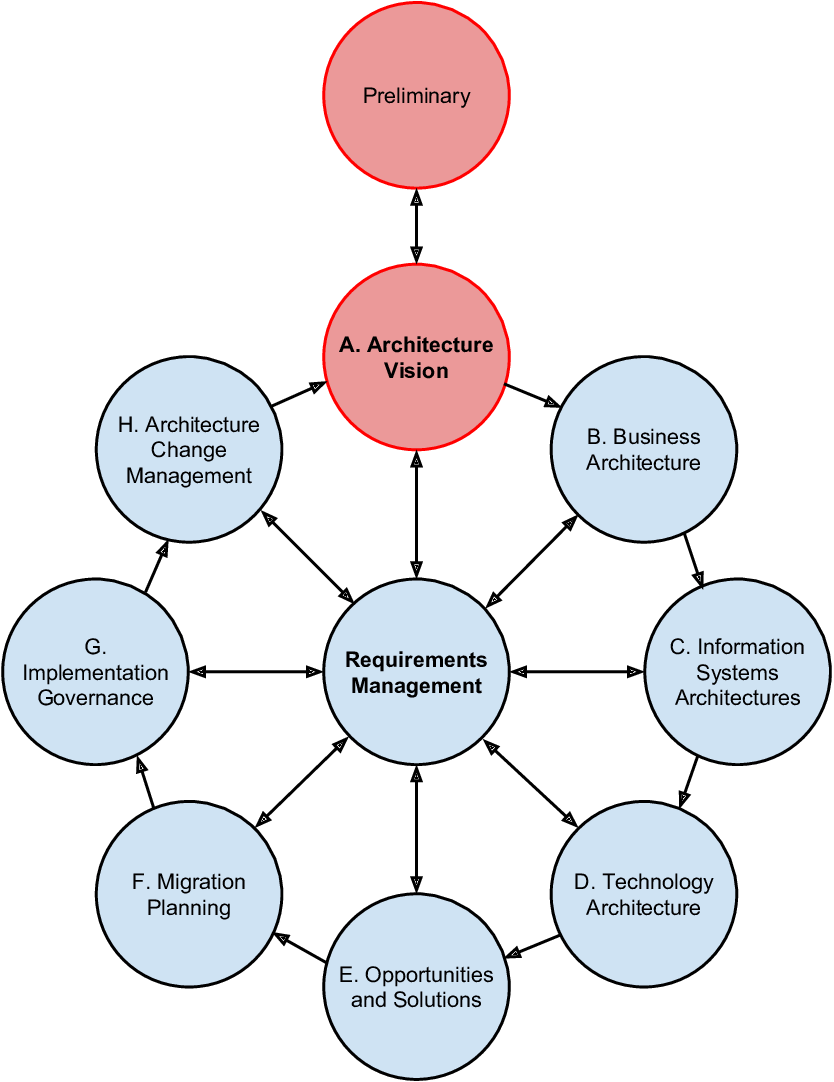 Preliminary
A. Architecture
Vision
B. Business
Architecture
C. Information
Systems
Architectures
D. Technology
Architecture
E. Opportunities
and Solutions
F. Migration
Planning
G.
Implementation
Governance
H. Architecture
Change
Management
Requirements
Management